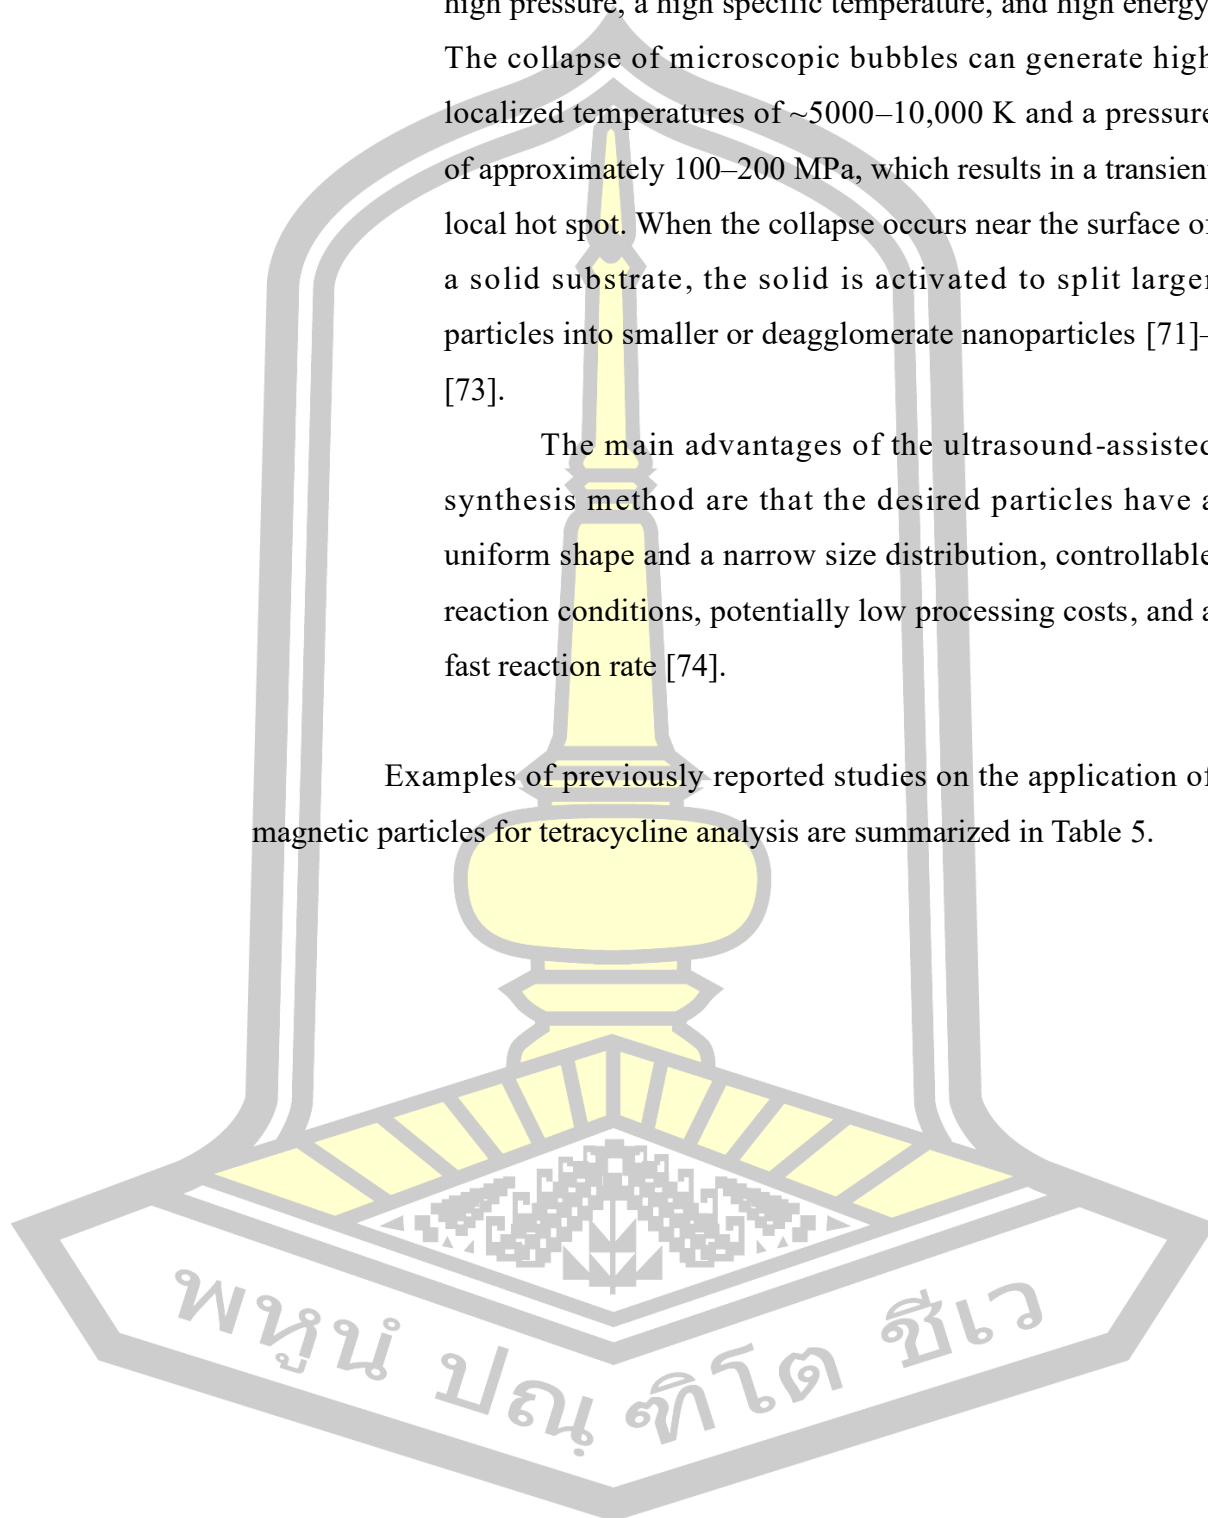 high pressure, a high specific temperature, and high energy
The collapse of microscopic bubbles can generate high
localized temperatures of ~5000–10,000 K and a pressure
of approximately 100–200 MPa, which results in a transient
local hot spot. When the collapse occurs near the surface of
a solid substrate, the solid is activated to split larger
particles into smaller or deagglomerate nanoparticles [71]–
[73].
The main advantages of the ultrasound-assisted
synthesis method are that the desired particles have a
uniform shape and a narrow size distribution, controllable
reaction conditions, potentially low processing costs, and a
fast reaction rate [74].
Examples of previously reported studies on the application of
magnetic particles for tetracycline analysis are summarized in Table 5.
พหูนํ ปณฺฑิโต ชีเว